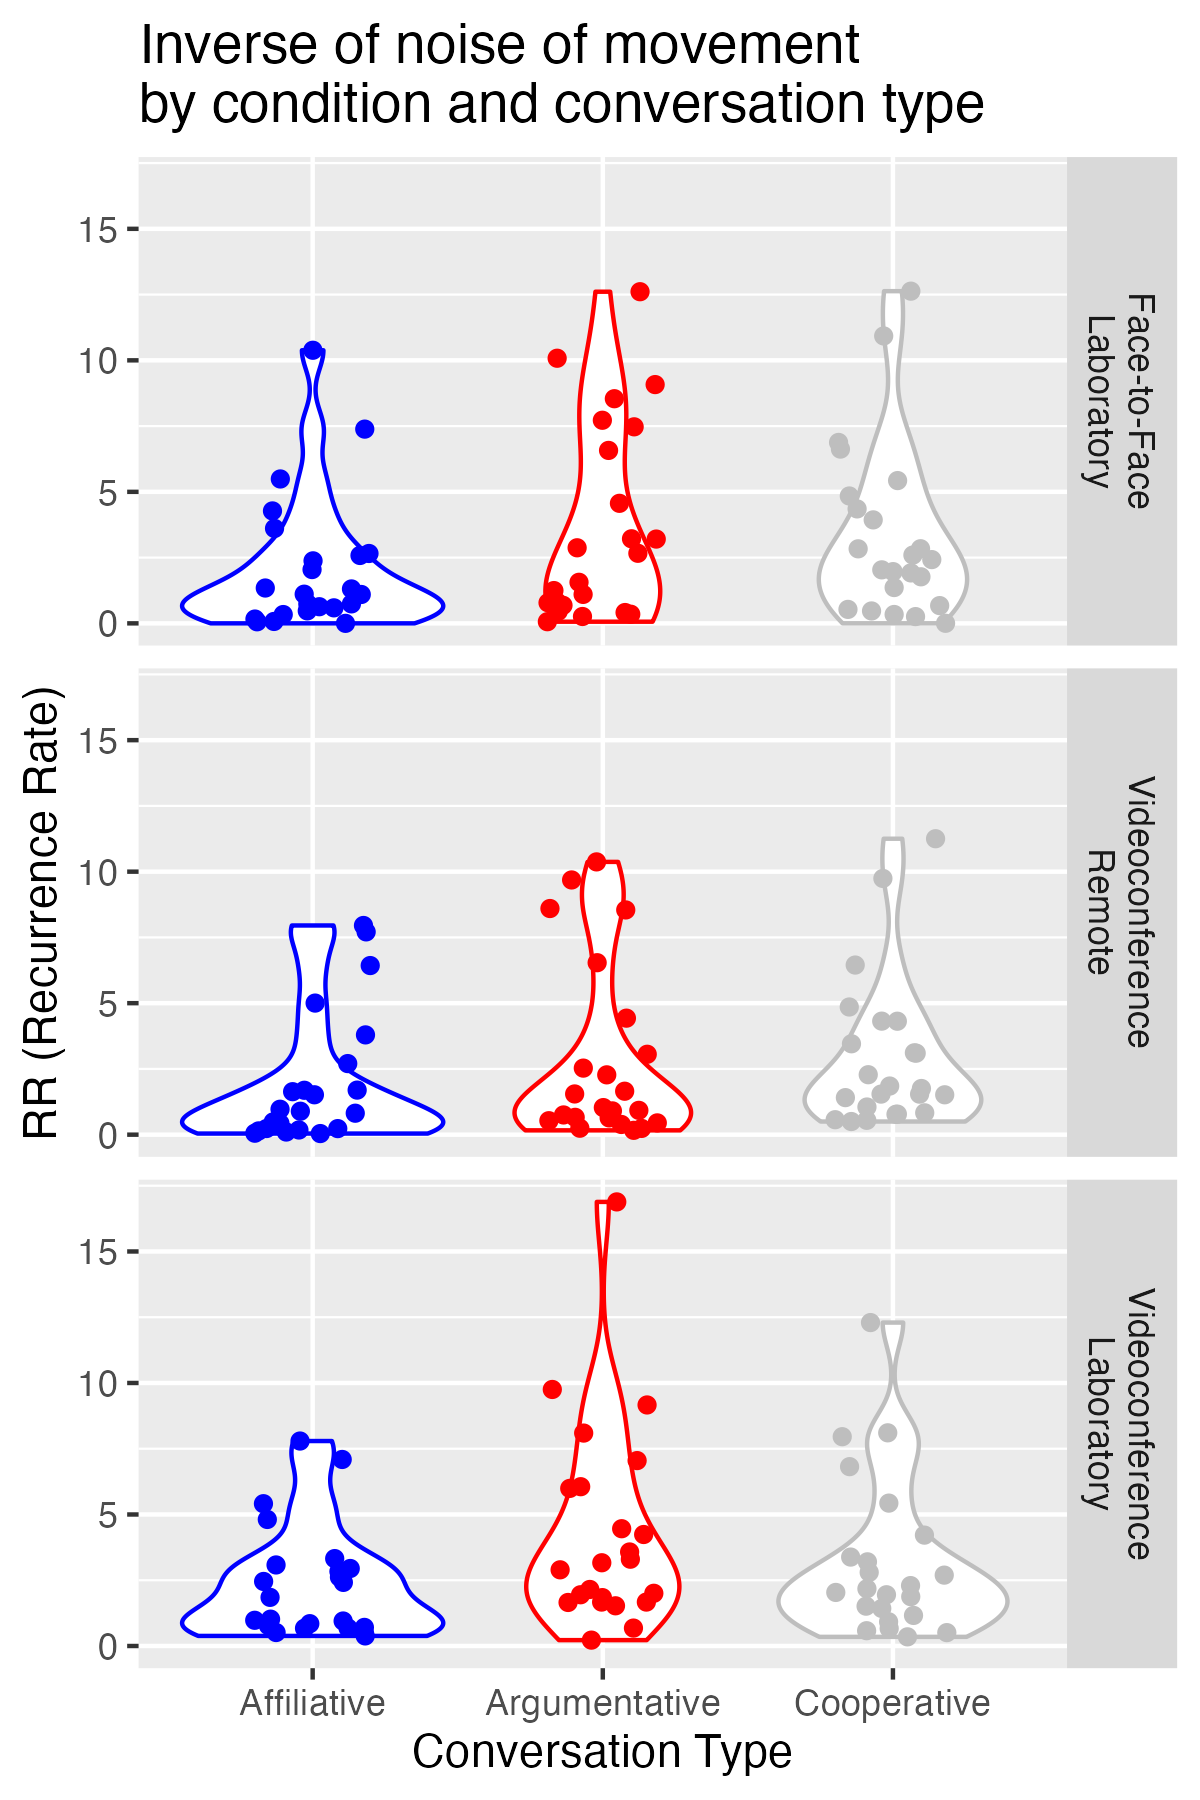 Inverse of noise of movement
by condition and conversation type
RR (Recurrence Rate)
15
10
5
0
Face-to-Face
Laboratory
15
10
5
0
Videoconference
Remote
15
10
5
0
Videoconference
Laboratory
Affiliative
Argumentative
Cooperative
Conversation Type